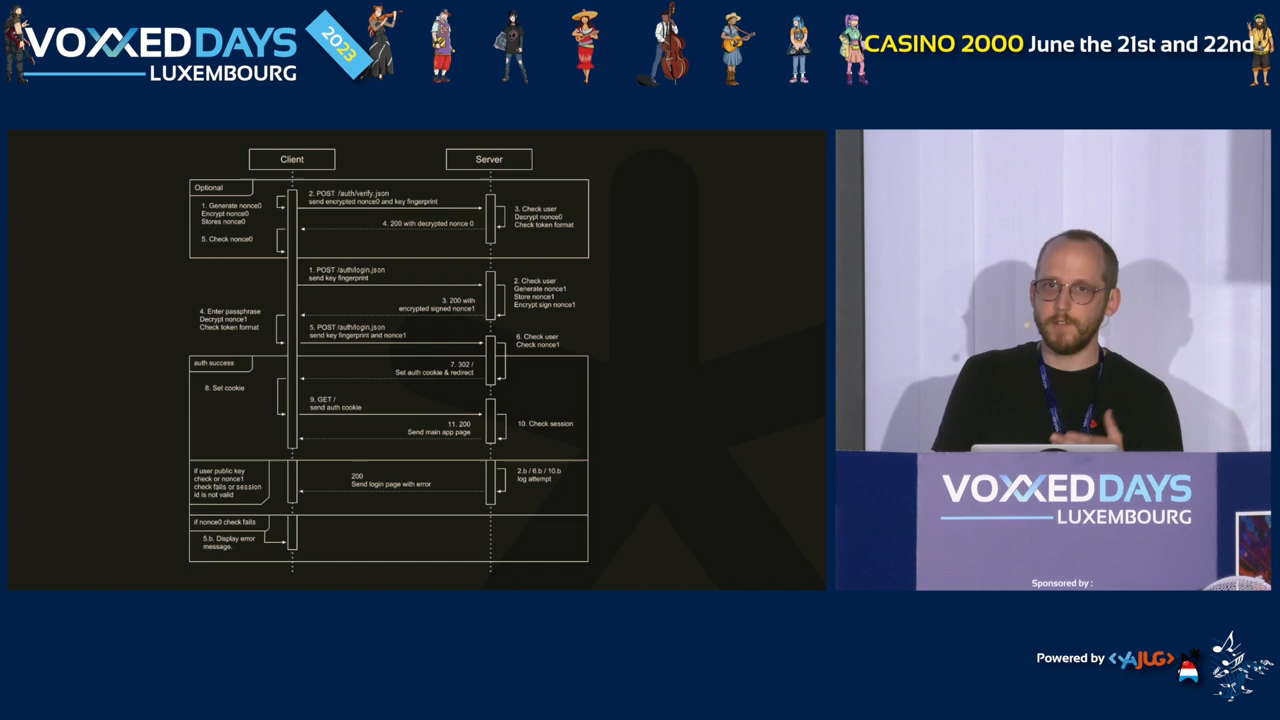 VOXXED DAYS
LUXEMBOURG
2023
CASINO 2000 June the 21st and 22nd
Client
Server
Optional
1. Generate nonce0
Encrypt nonce0
Stores nonce0
2. POST /auth/verify.json
send encrypted nonce0 and key fingerprint
3. Check user
Decrypt nonce0
Check token format
4. 200 with decrypted nonce 0
5. Check nonce0
1. POST /auth/login.json
send key fingerprint
2. Check user
Generate nonce1
Store nonce1
Encrypt sign nonce1
3. 200 with
encrypted signed nonce1
4. Enter passphrase
Decrypt nonce1
Check token format
5. POST /auth/login.json
send key fingerprint and nonce1
6. Check user
Check nonce1
auth success
7. 302 /
Set auth cookie & redirect
8. Set cookie
9. GET /
send auth cookie
10. Check session
11. 200
Send main app page
if user public key
check or nonce1
check fails or session
id is not valid
200
Send login page with error
2.b / 6.b / 10.b
log attempt
if nonce0 check fails
5.b. Display error
message.
VOXXED DAYS
LUXEMBOURG
Sponsored by :
Powered by <YAJUG>